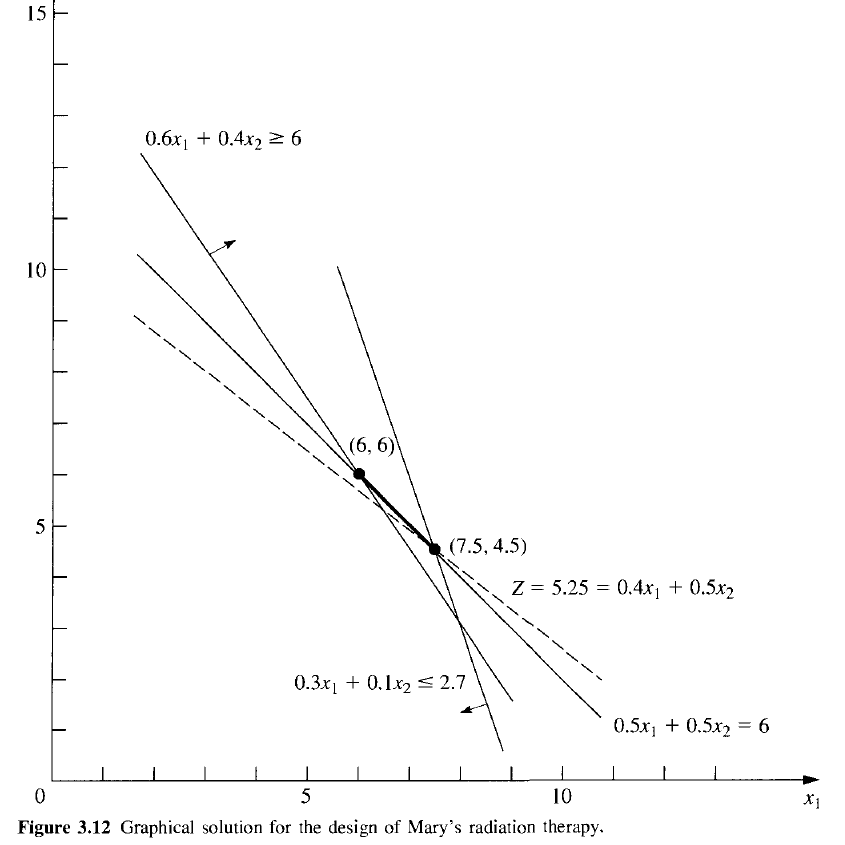 15
0.6x₁ + 0.4x₂ ≥ 6
10
(6, 6)
5
(7.5, 4.5)
Z = 5.25 = 0.4x₁ + 0.5x₂
0.3x₁ + 0.1x₂ ≤ 2.7
0.5x₁ + 0.5x₂ = 6
0 5 10 x₁
Figure 3.12 Graphical solution for the design of Mary's radiation therapy.